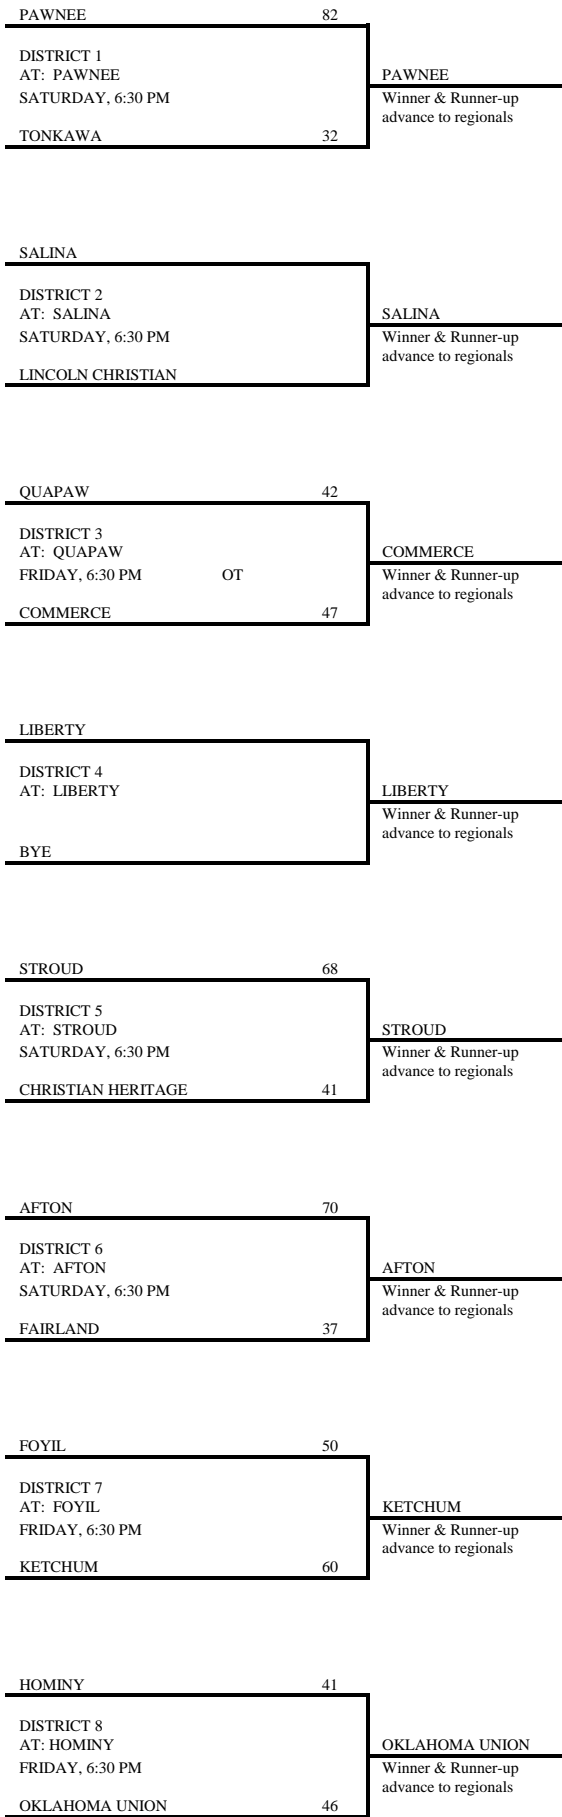 PAWNEE 82
DISTRICT 1
AT: PAWNEE
PAWNEE
SATURDAY, 6:30 PM
Winner & Runner-up
advance to regionals
TONKAWA 32
SALINA
DISTRICT 2
AT: SALINA
SALINA
SATURDAY, 6:30 PM
Winner & Runner-up
advance to regionals
LINCOLN CHRISTIAN
QUAPAW 42
DISTRICT 3
AT: QUAPAW
COMMERCE
FRIDAY, 6:30 PM OT
Winner & Runner-up
advance to regionals
COMMERCE 47
LIBERTY
DISTRICT 4
AT: LIBERTY
LIBERTY
Winner & Runner-up
advance to regionals
BYE
STROUD 68
DISTRICT 5
AT: STROUD
STROUD
SATURDAY, 6:30 PM
Winner & Runner-up
advance to regionals
CHRISTIAN HERITAGE 41
AFTON 70
DISTRICT 6
AT: AFTON
AFTON
SATURDAY, 6:30 PM
Winner & Runner-up
advance to regionals
FAIRLAND 37
FOYIL 50
DISTRICT 7
AT: FOYIL
KETCHUM
FRIDAY, 6:30 PM
Winner & Runner-up
advance to regionals
KETCHUM 60
HOMINY 41
DISTRICT 8
AT: HOMINY
OKLAHOMA UNION
FRIDAY, 6:30 PM
Winner & Runner-up
advance to regionals
OKLAHOMA UNION 46